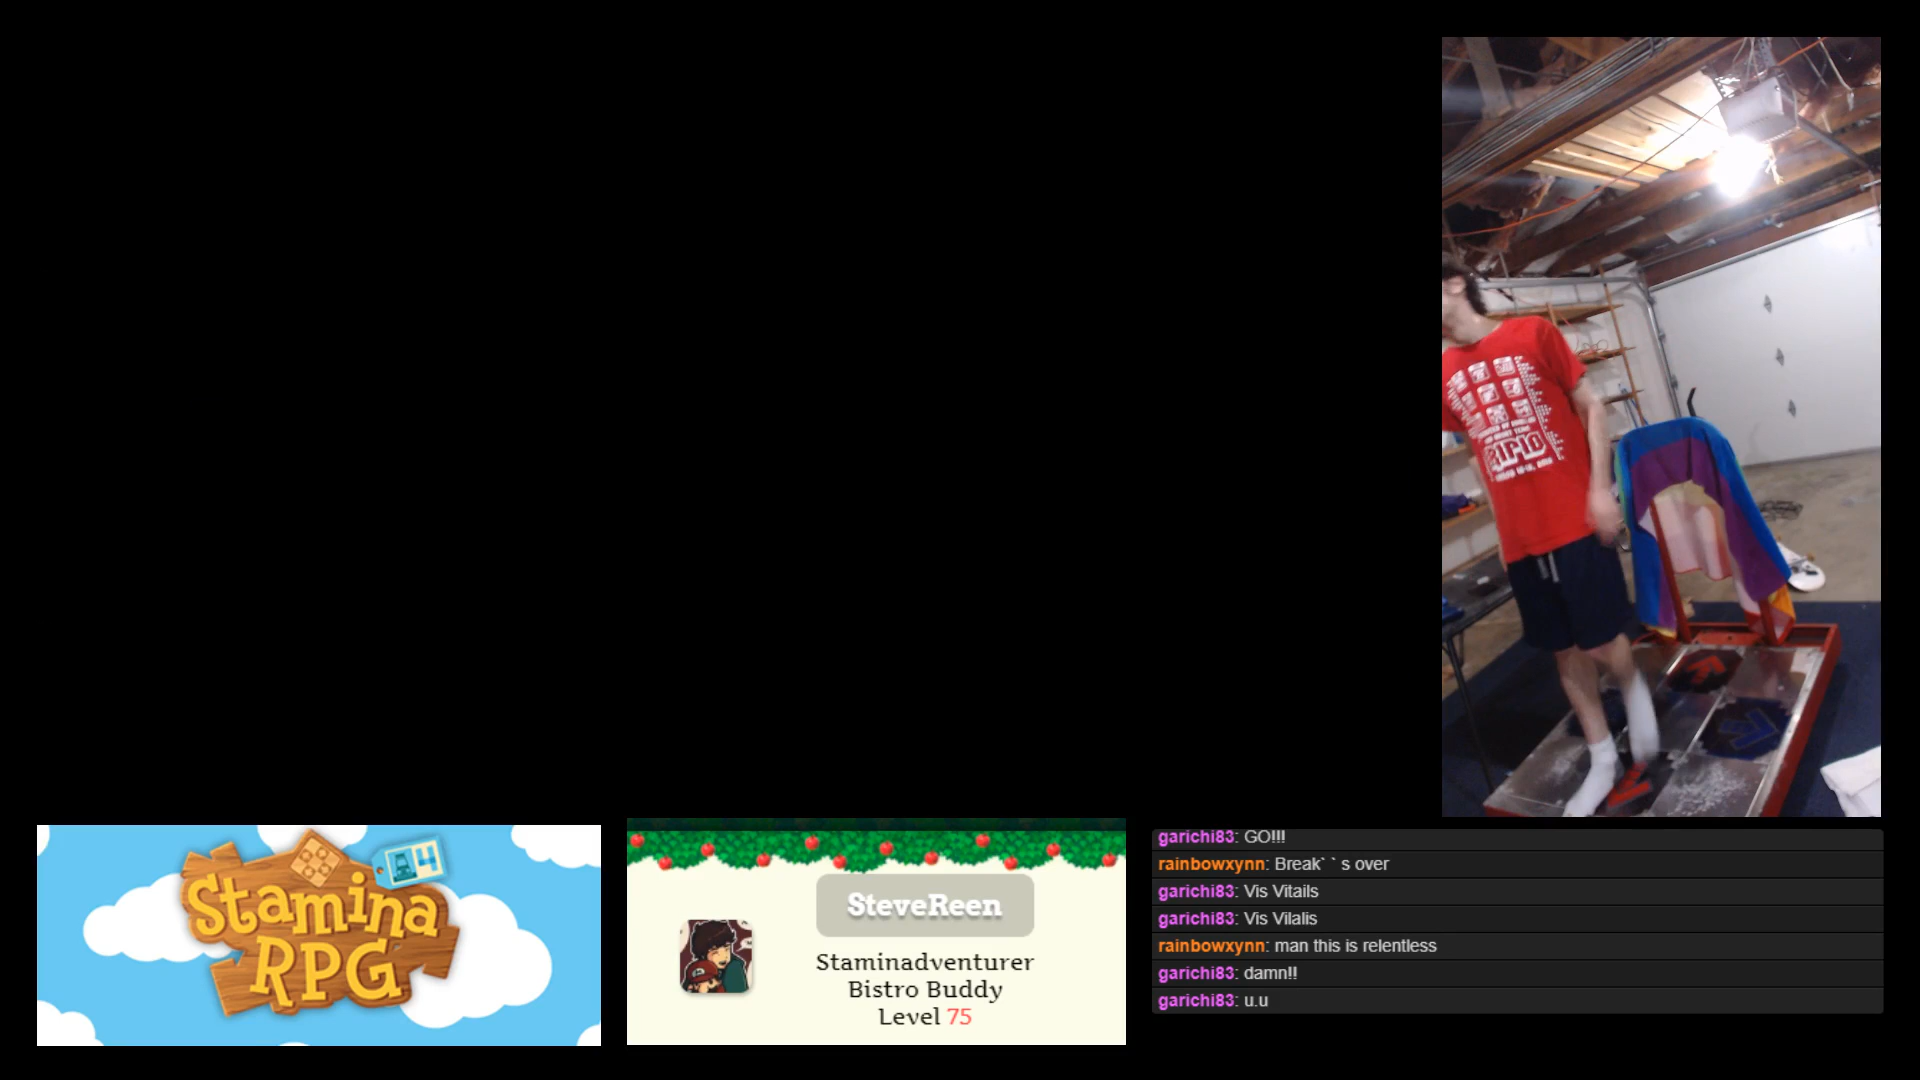 Stamina
RPG
4
SteveReen
Staminadventurer
Bistro Buddy
Level 75
garichi83: GO!!!
rainbowxynn: Break` ` s over
garichi83: Vis Vitails
garichi83: Vis Vilalis
rainbowxynn: man this is relentless
garichi83: damn!!
garichi83: u.u